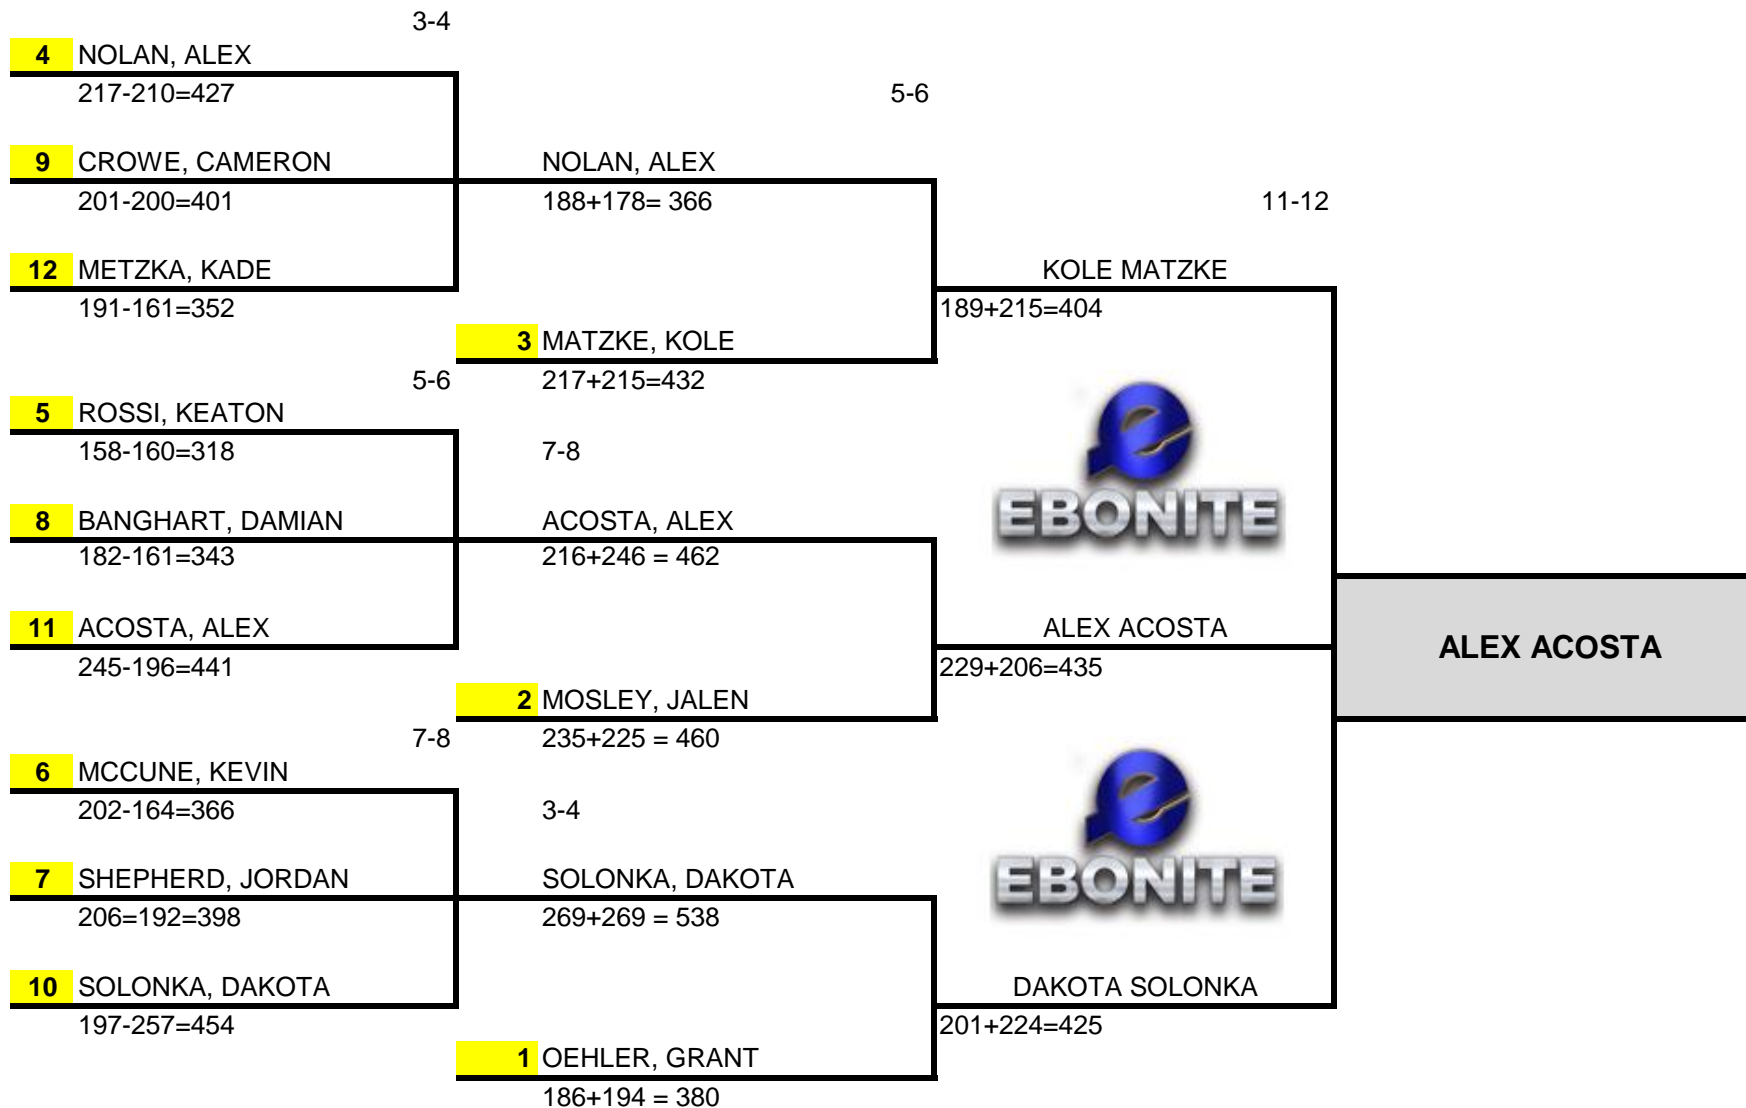 3-4
4 NOLAN, ALEX
217-210=427
5-6
9 CROWE, CAMERON
NOLAN, ALEX
201-200=401
188+178= 366
11-12
12 METZKA, KADE
KOLE MATZKE
191-161=352
189+215=404
3 MATZKE, KOLE
5-6
217+215=432
5 ROSSI, KEATON
158-160=318
7-8
EBONITE
8 BANGHART, DAMIAN
ACOSTA, ALEX
182-161=343
216+246 = 462
11 ACOSTA, ALEX
ALEX ACOSTA
ALEX ACOSTA
245-196=441
229+206=435
2 MOSLEY, JALEN
7-8
235+225 = 460
6 MCCUNE, KEVIN
202-164=366
3-4
EBONITE
7 SHEPHERD, JORDAN
SOLONKA, DAKOTA
206=192=398
269+269 = 538
10 SOLONKA, DAKOTA
DAKOTA SOLONKA
197-257=454
201+224=425
1 OEHLER, GRANT
186+194 = 380